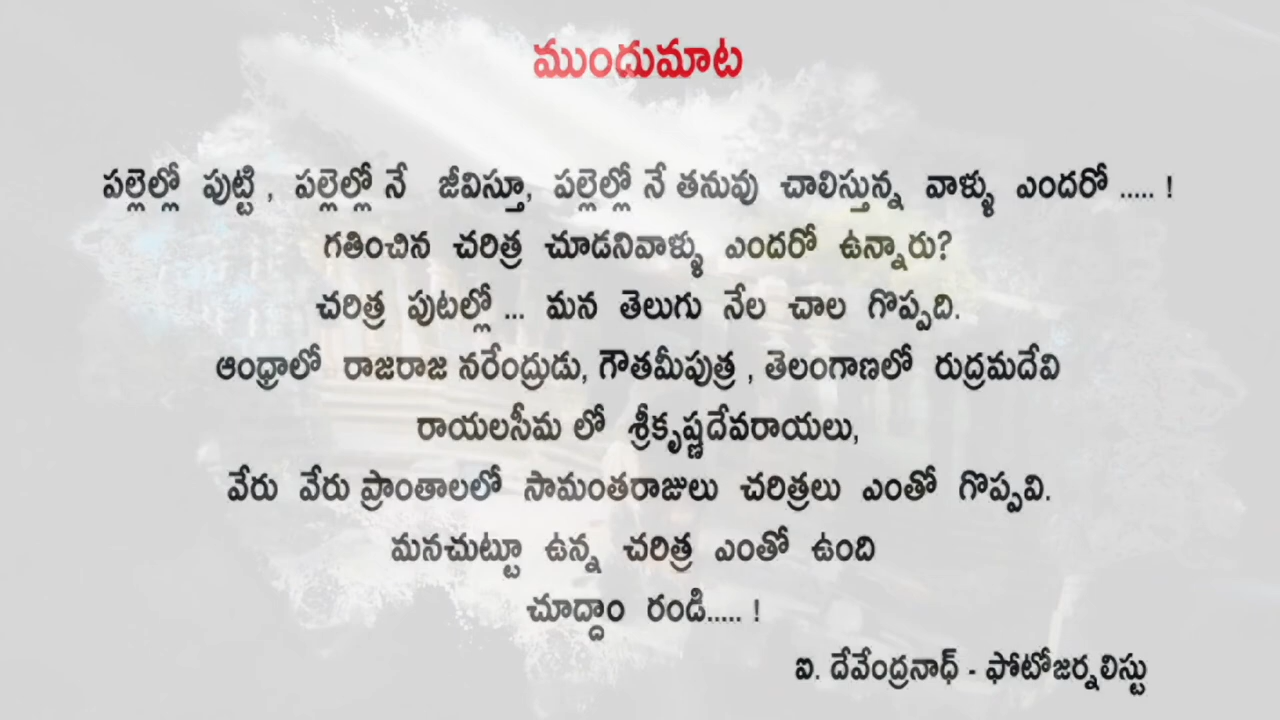 ముందుమాట
పల్లెల్లో పుట్టి , పల్లెల్లో నే జీవిస్తూ, పల్లెల్లో నే తనువు చాలిస్తున్న వాళ్ళు ఎందరో ..... !
గతించిన చరిత్ర చూడనివాళ్ళు ఎందరో ఉన్నారు?
చరిత్ర పుటల్లో ... మన తెలుగు నేల చాల గొప్పది.
ఆంధ్రాలో రాజరాజ నరేంద్రుడు, గౌతమీపుత్ర , తెలంగాణలో రుద్రమదేవి
రాయలసీమ లో శ్రీకృష్ణదేవరాయలు,
వేరు వేరు ప్రాంతాలలో సామంతరాజులు చరిత్రలు ఎంతో గొప్పవి.
మనచుట్టూ ఉన్న చరిత్ర ఎంతో ఉంది
చూద్దాం రండి..... !
ఐ. దేవేంద్రనాధ్ - ఫోటోజర్నలిస్టు